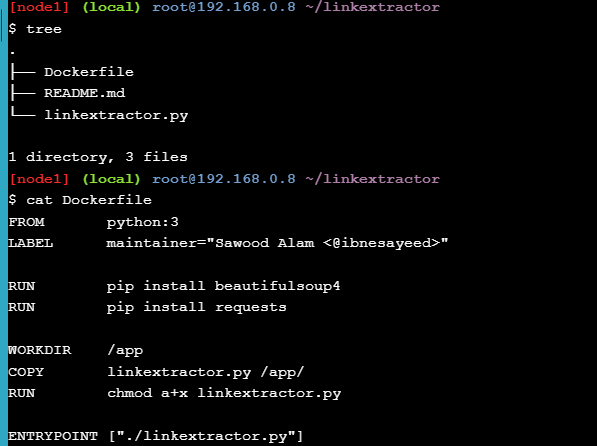 [node1] (local) root@192.168.0.8 ~/linkextractor
$ tree
.
├── Dockerfile
├── README.md
└── linkextractor.py

1 directory, 3 files
[node1] (local) root@192.168.0.8 ~/linkextractor
$ cat Dockerfile
FROM       python:3
LABEL      maintainer="Sawood Alam <@ibnesayeed>"

RUN        pip install beautifulsoup4
RUN        pip install requests

WORKDIR    /app
COPY       linkextractor.py /app/
RUN        chmod a+x linkextractor.py

ENTRYPOINT ["./linkextractor.py"]